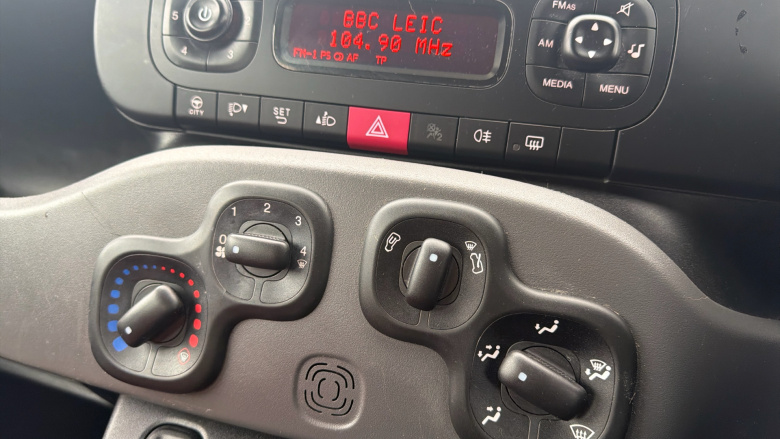 BBC LEIC
104.90 MHz
FM-1 PS CD AF TP
5
4
3
FMAS
AM
MEDIA
MENU
CITY
SET
2
0
1
2
3
4